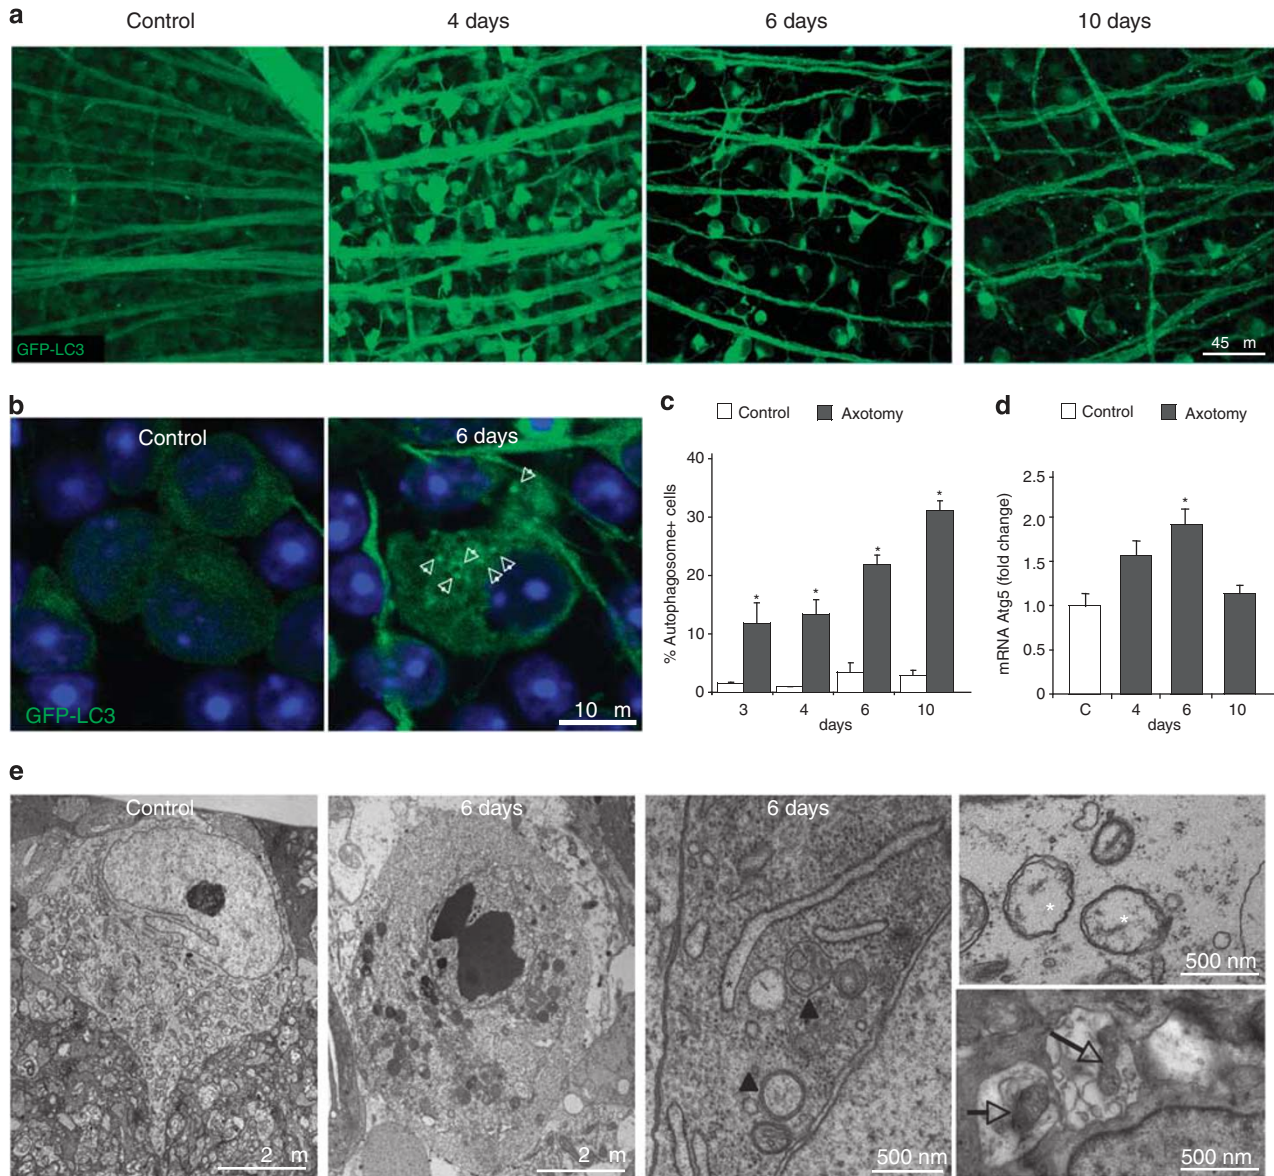 a
Control
4 days
6 days
10 days
GFP-LC3
45 m
b
Control
6 days
GFP-LC3
10 m
c
Control
Axotomy
% Autophagosome+ cells
40
30
20
10
0
*
*
*
*
3
4
6
10
days
d
Control
Axotomy
mRNA Atg5 (fold change)
2.5
2.0
1.5
1.0
0.5
0
*
C
4
6
10
days
e
Control
2 m
6 days
2 m
6 days
*
500 nm
*
*
500 nm
500 nm